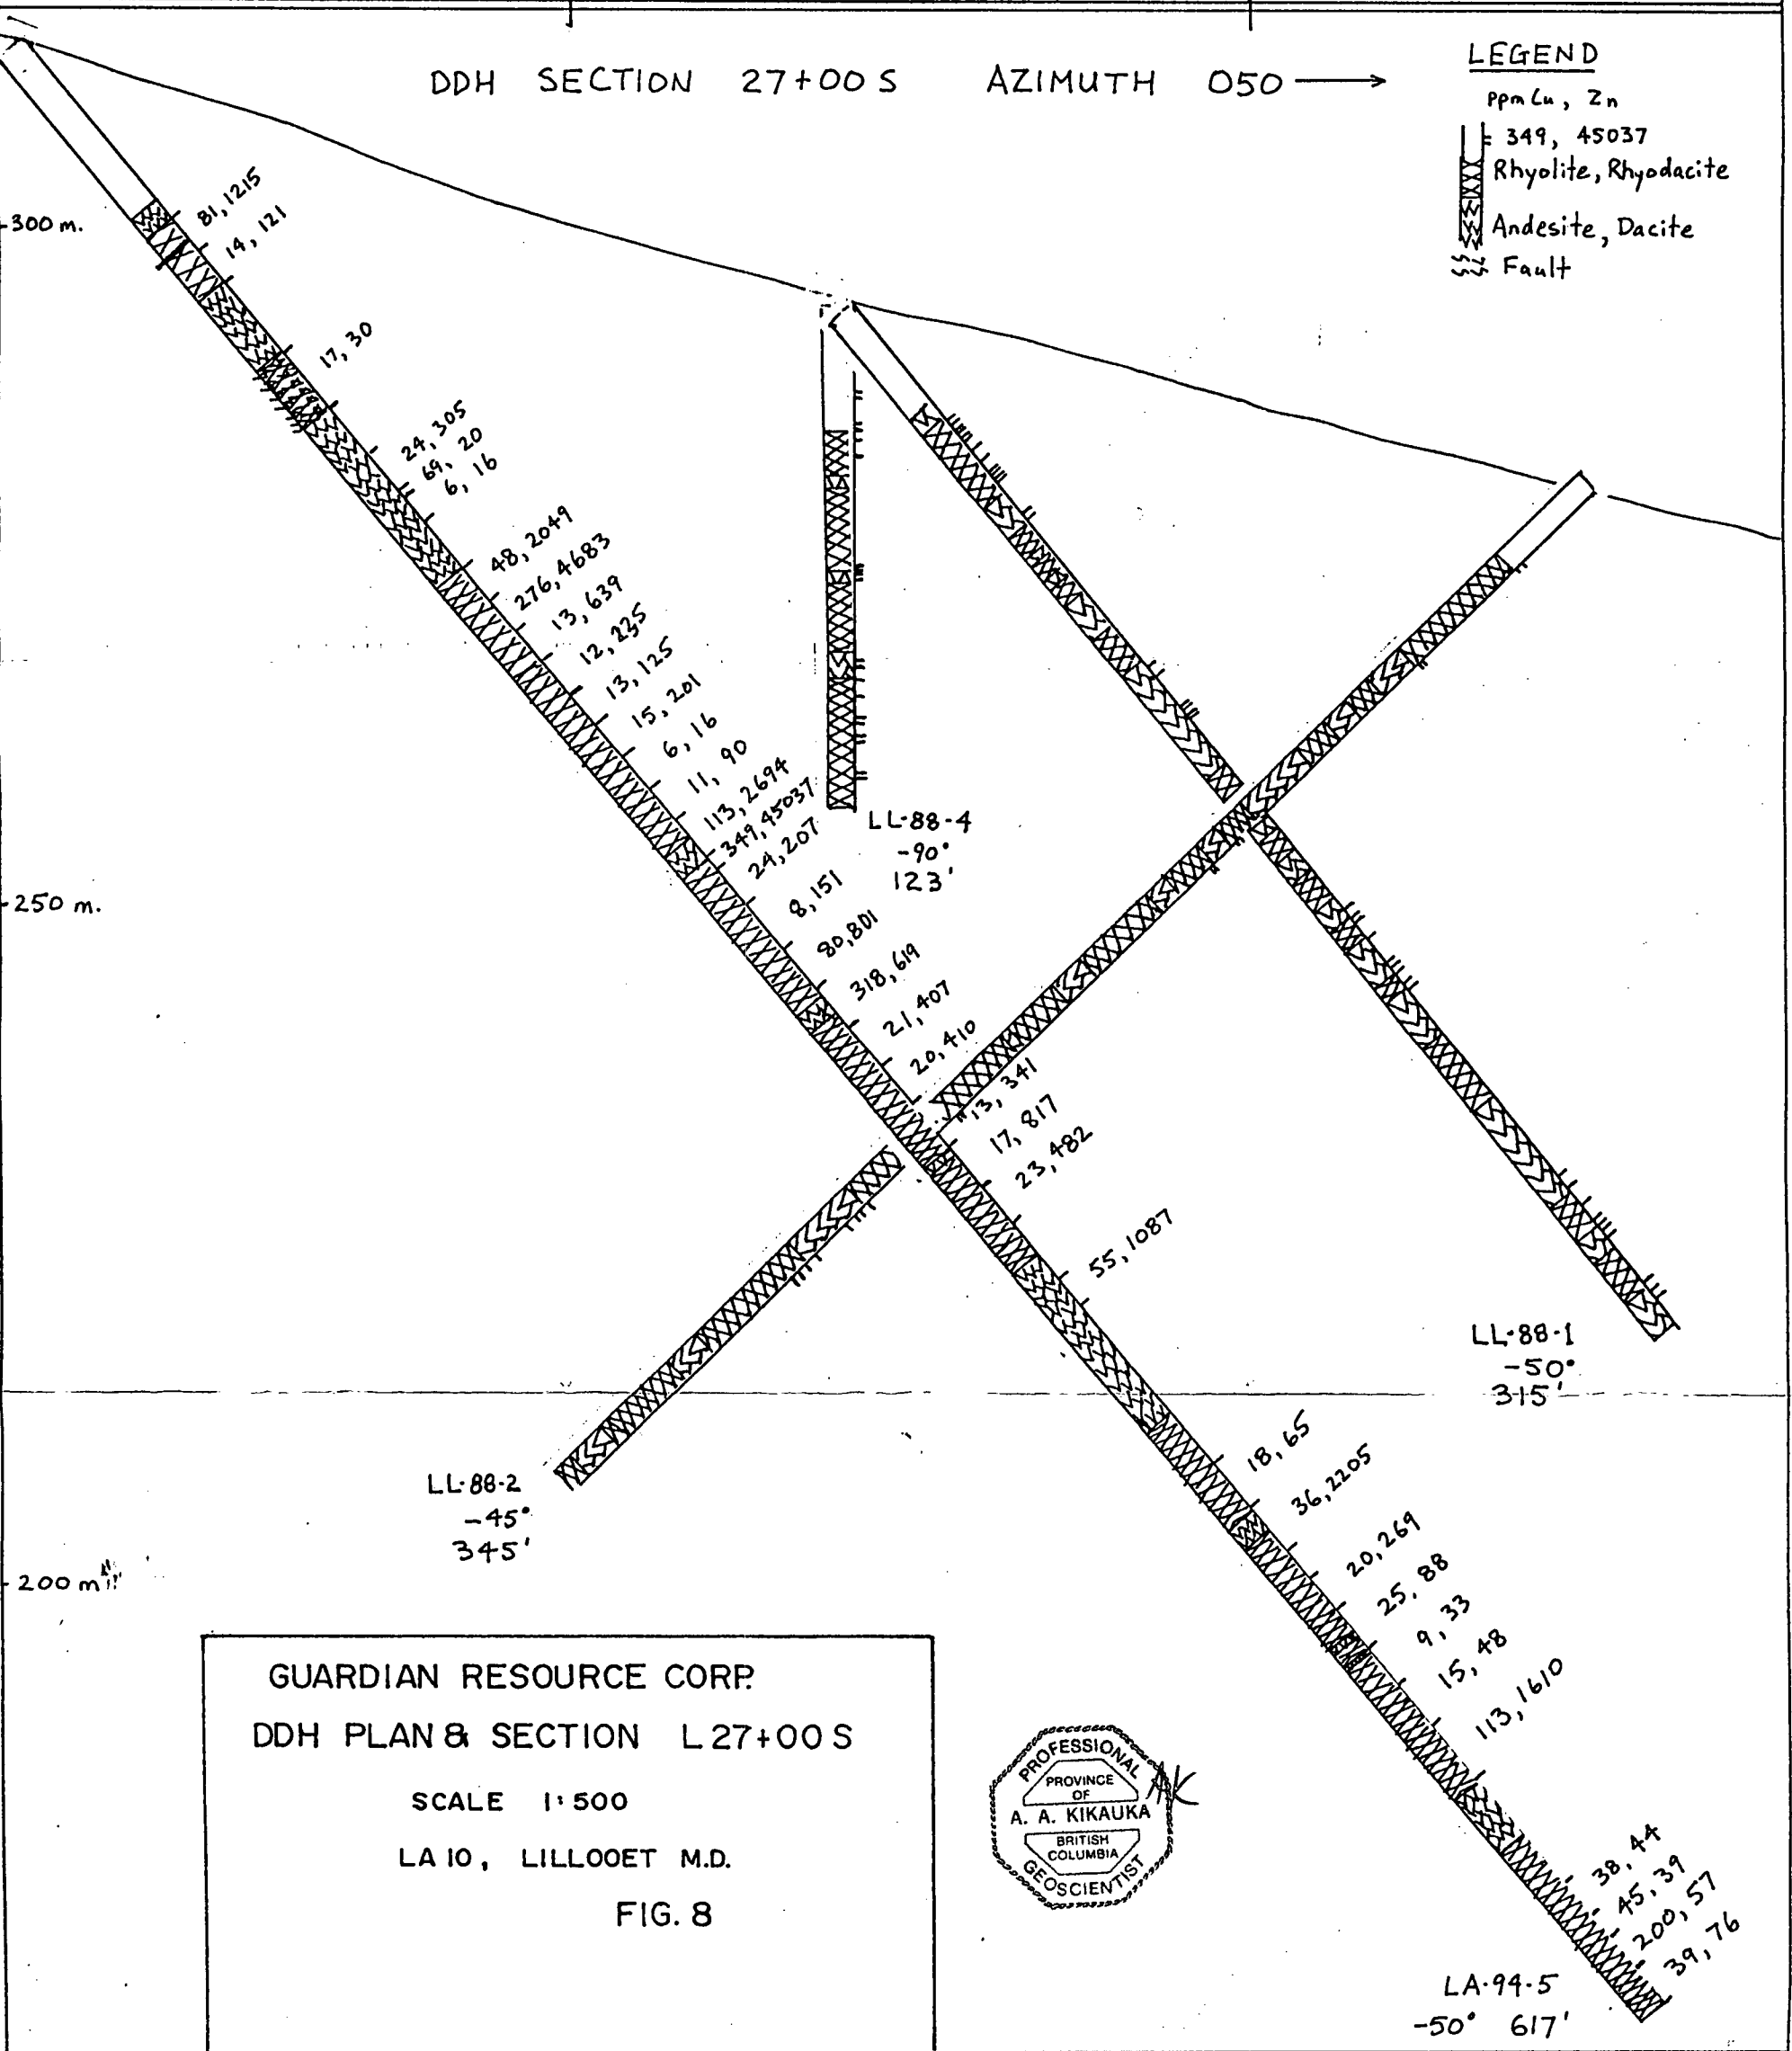 DDH SECTION 27+00 S AZIMUTH 050
LEGEND
ppm Cu, Zn
349, 45037
Rhyolite, Rhyodacite
Andesite, Dacite
Fault
300 m.
250 m.
200 m
81, 1215
14, 121
17, 30
24, 305
69, 20
6, 16
48, 2049
276, 4683
13, 639
12, 225
13, 125
15, 201
6, 16
11, 90
113, 2694
349, 45037
24, 207
8, 151
80, 801
318, 619
21, 407
20, 410
13, 341
17, 817
23, 482
55, 1087
18, 65
36, 2205
20, 269
25, 88
9, 33
15, 48
113, 1610
38, 44
45, 39
200, 57
39, 76
LL-88-4
-90°
123'
LL-88-1
-50°
315'
LL-88-2
-45°
345'
LA-94-5
-50° 617'
GUARDIAN RESOURCE CORP.
DDH PLAN & SECTION L 27+00 S
SCALE 1:500
LA 10, LILLOOET M.D.
FIG. 8
PROFESSIONAL
PROVINCE
OF
A. A. KIKAUKA
BRITISH
COLUMBIA
GEOSCIENTIST
AK